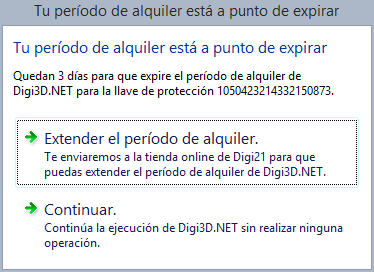 Tu período de alquiler está a punto de expirar
Tu período de alquiler está a punto de expirar
Quedan 3 días para que expire el período de alquiler de
Digi3D.NET para la llave de protección 1050423214332150873.
Extender el período de alquiler.
Te enviaremos a la tienda online de Digi21 para que
puedas extender el período de alquiler de Digi3D.NET.
Continuar.
Continúa la ejecución de Digi3D.NET sin realizar ninguna
operación.